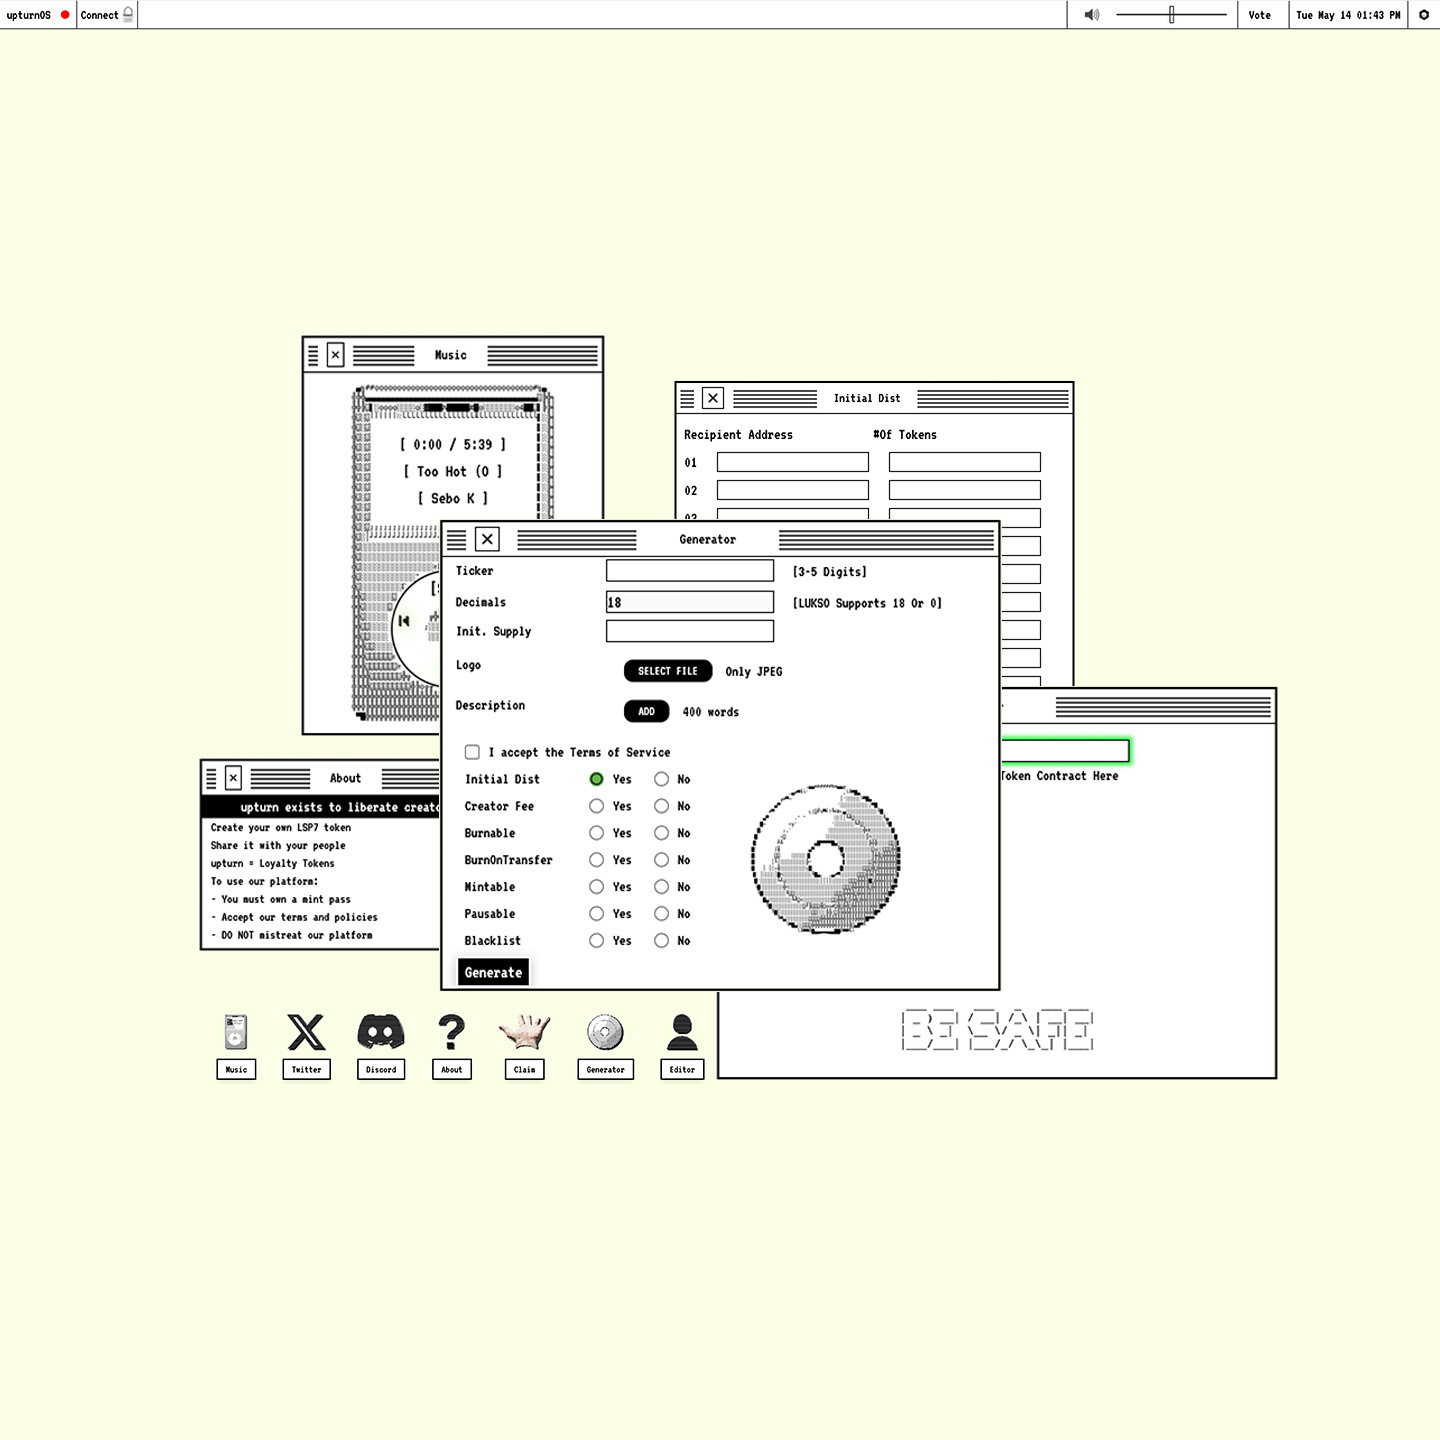 upturnOS
Connect
Vote
Tue May 14 01:43 PM
Music
[ 0:00 / 5:39 ]
[ Too Hot (O ]
[ Sebo K ]
Initial Dist
Recipient Address #Of Tokens
01
02
Generator
Ticker [3-5 Digits]
Decimals 18 [LUKSO Supports 18 Or 0]
Init. Supply
Logo SELECT FILE Only JPEG
Description ADD 400 words
I accept the Terms of Service
Initial Dist Yes No
Creator Fee Yes No
Burnable Yes No
BurnOnTransfer Yes No
Mintable Yes No
Pausable Yes No
Blacklist Yes No
Generate
Token Contract Here
BE SAFE
About
upturn exists to liberate creato
Create your own LSP7 token
Share it with your people
upturn = Loyalty Tokens
To use our platform:
- You must own a mint pass
- Accept our terms and policies
- DO NOT mistreat our platform
Music
Twitter
Discord
About
Claim
Generator
Editor